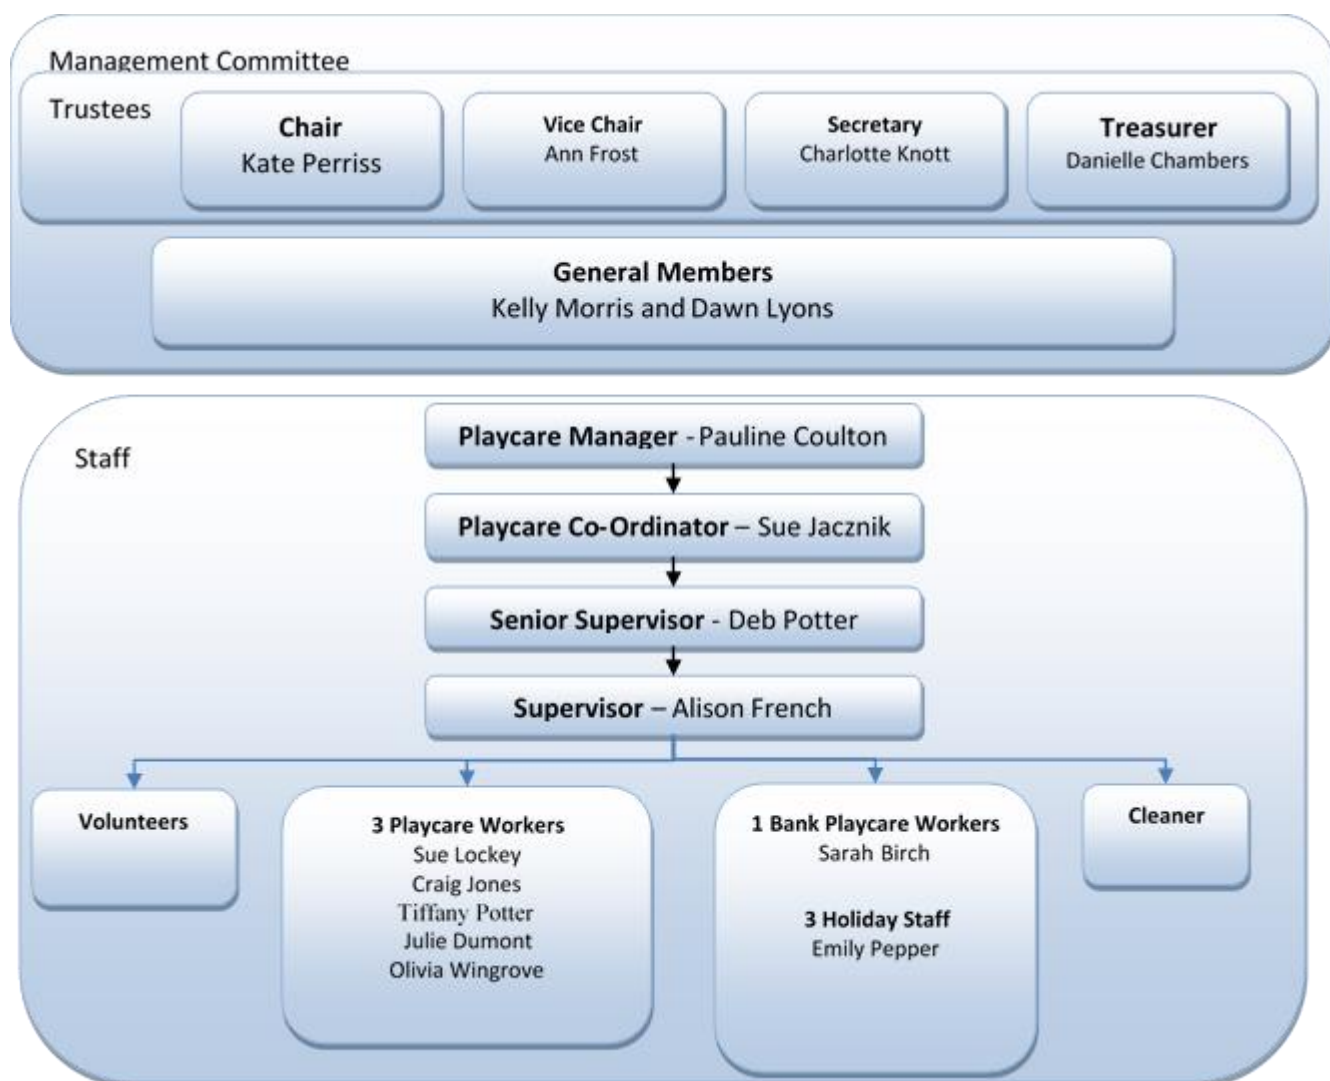 Management Committee
Trustees
Chair
Kate Perriss
Vice Chair
Ann Frost
Secretary
Charlotte Knott
Treasurer
Danielle Chambers
General Members
Kelly Morris and Dawn Lyons
Staff
Playcare Manager - Pauline Coulton
Playcare Co-Ordinator – Sue Jacznik
Senior Supervisor - Deb Potter
Supervisor – Alison French
Volunteers
3 Playcare Workers
Sue Lockey
Craig Jones
Tiffany Potter
Julie Dumont
Olivia Wingrove
1 Bank Playcare Workers
Sarah Birch
3 Holiday Staff
Emily Pepper
Cleaner